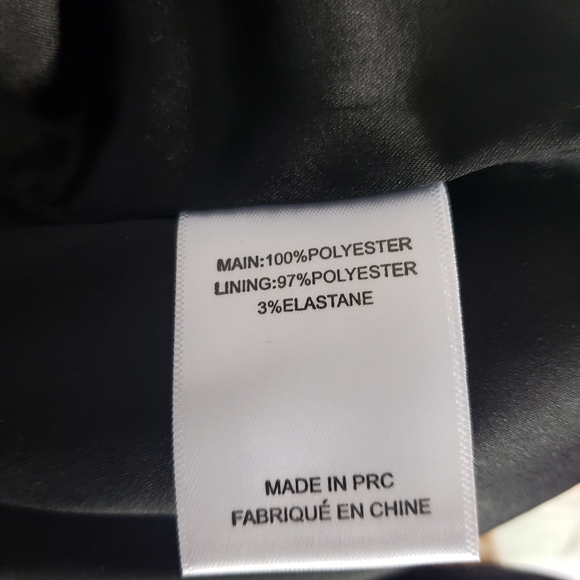 MAIN:100%POLYESTER
LINING:97%POLYESTER
3%ELASTANE
MADE IN PRC
FABRIQUÉ EN CHINE